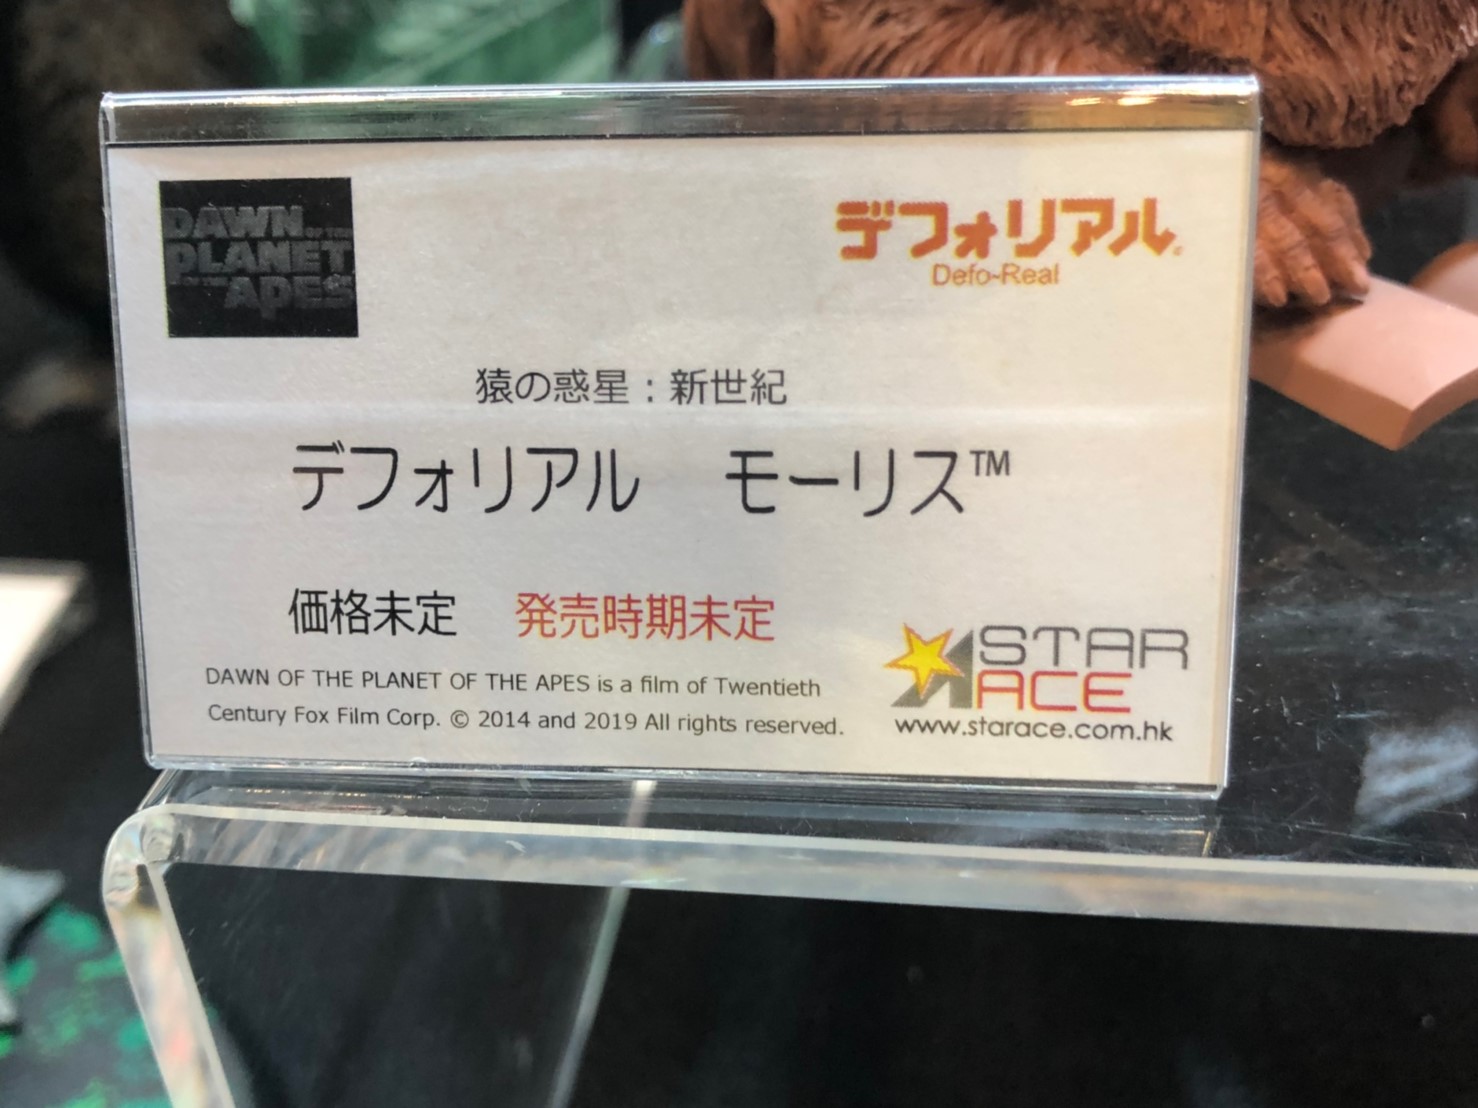 DAWN OF THE
PLANET
OF THE
APES
デフォリアル
Defo-Real
猿の惑星：新世紀
デフォリアル　モーリス™
価格未定　発売時期未定
DAWN OF THE PLANET OF THE APES is a film of Twentieth
Century Fox Film Corp. © 2014 and 2019 All rights reserved.
STAR
ACE
www.starace.com.hk